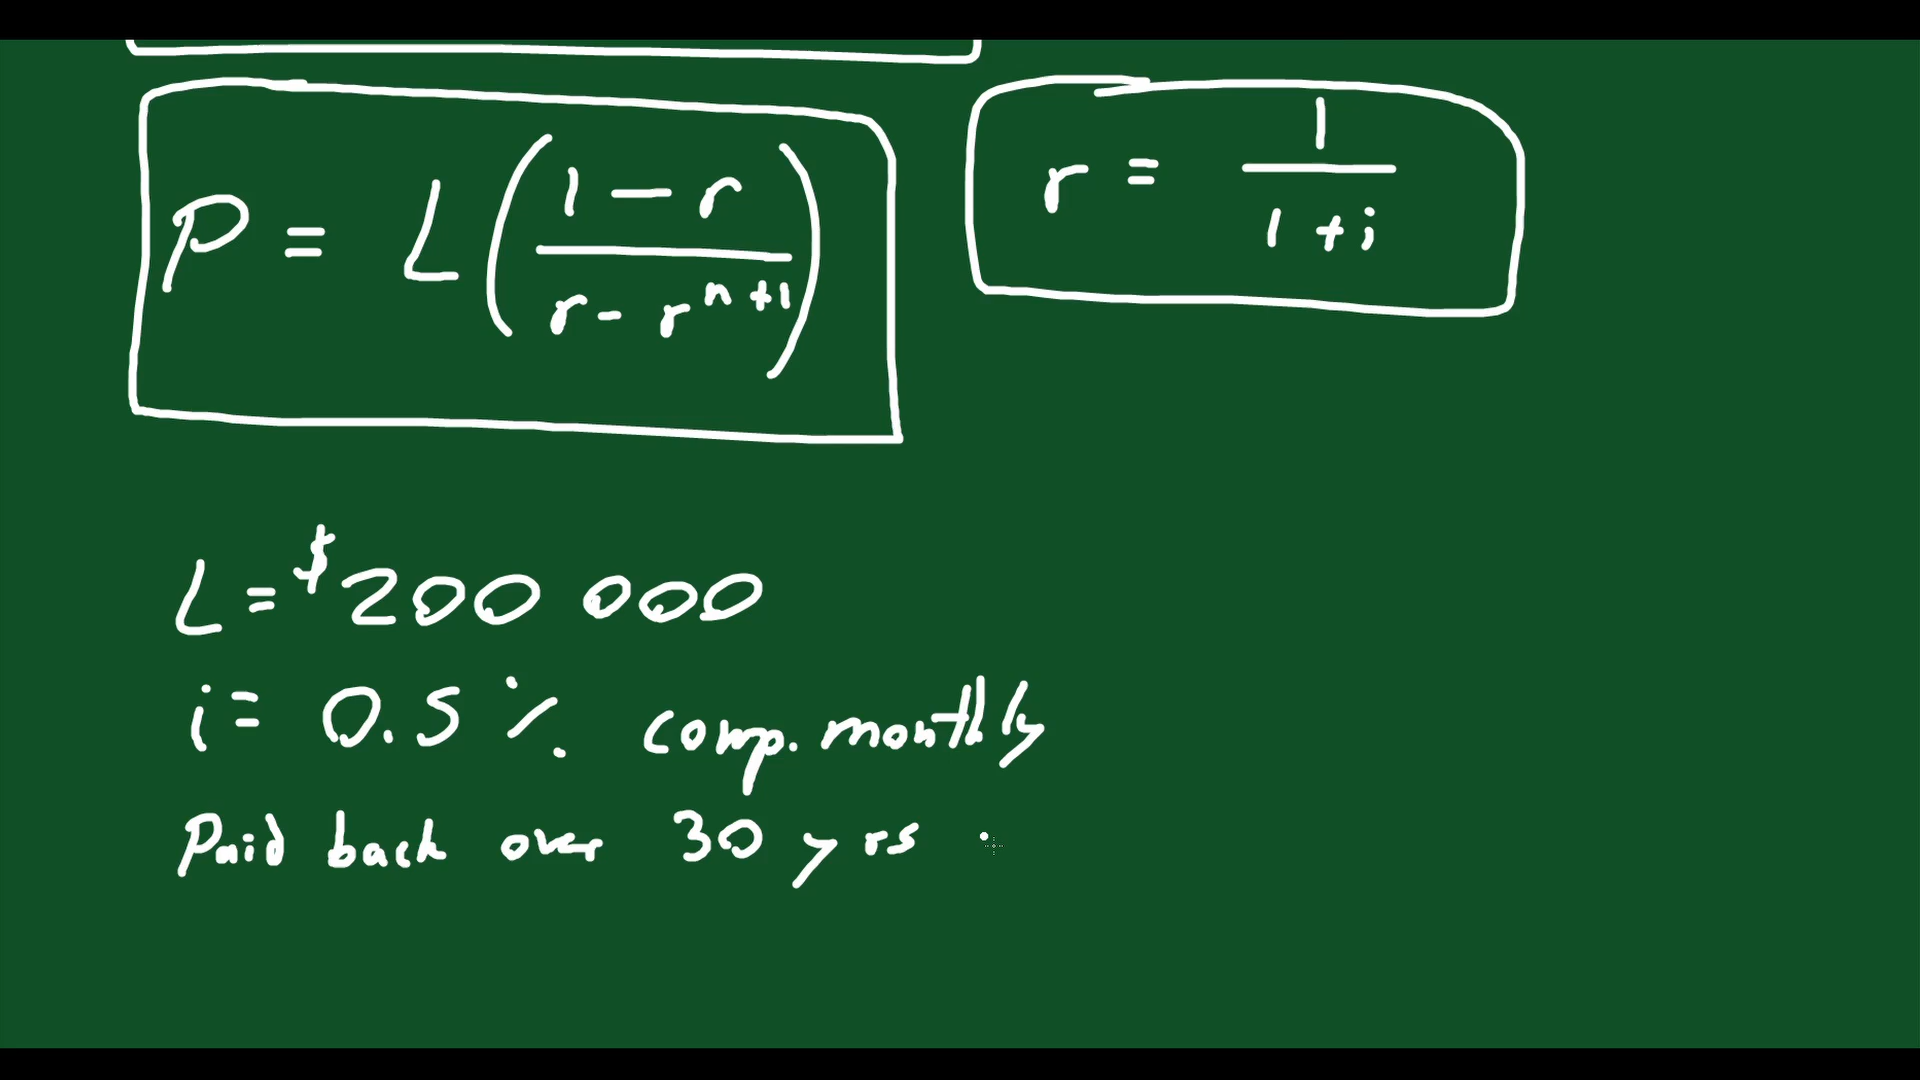 P = L ( (1 - r) / (r - r^(n+1)) )
r = 1 / (1 + i)
L = $200 000
i = 0.5 % comp. monthly
Paid back over 30 yrs